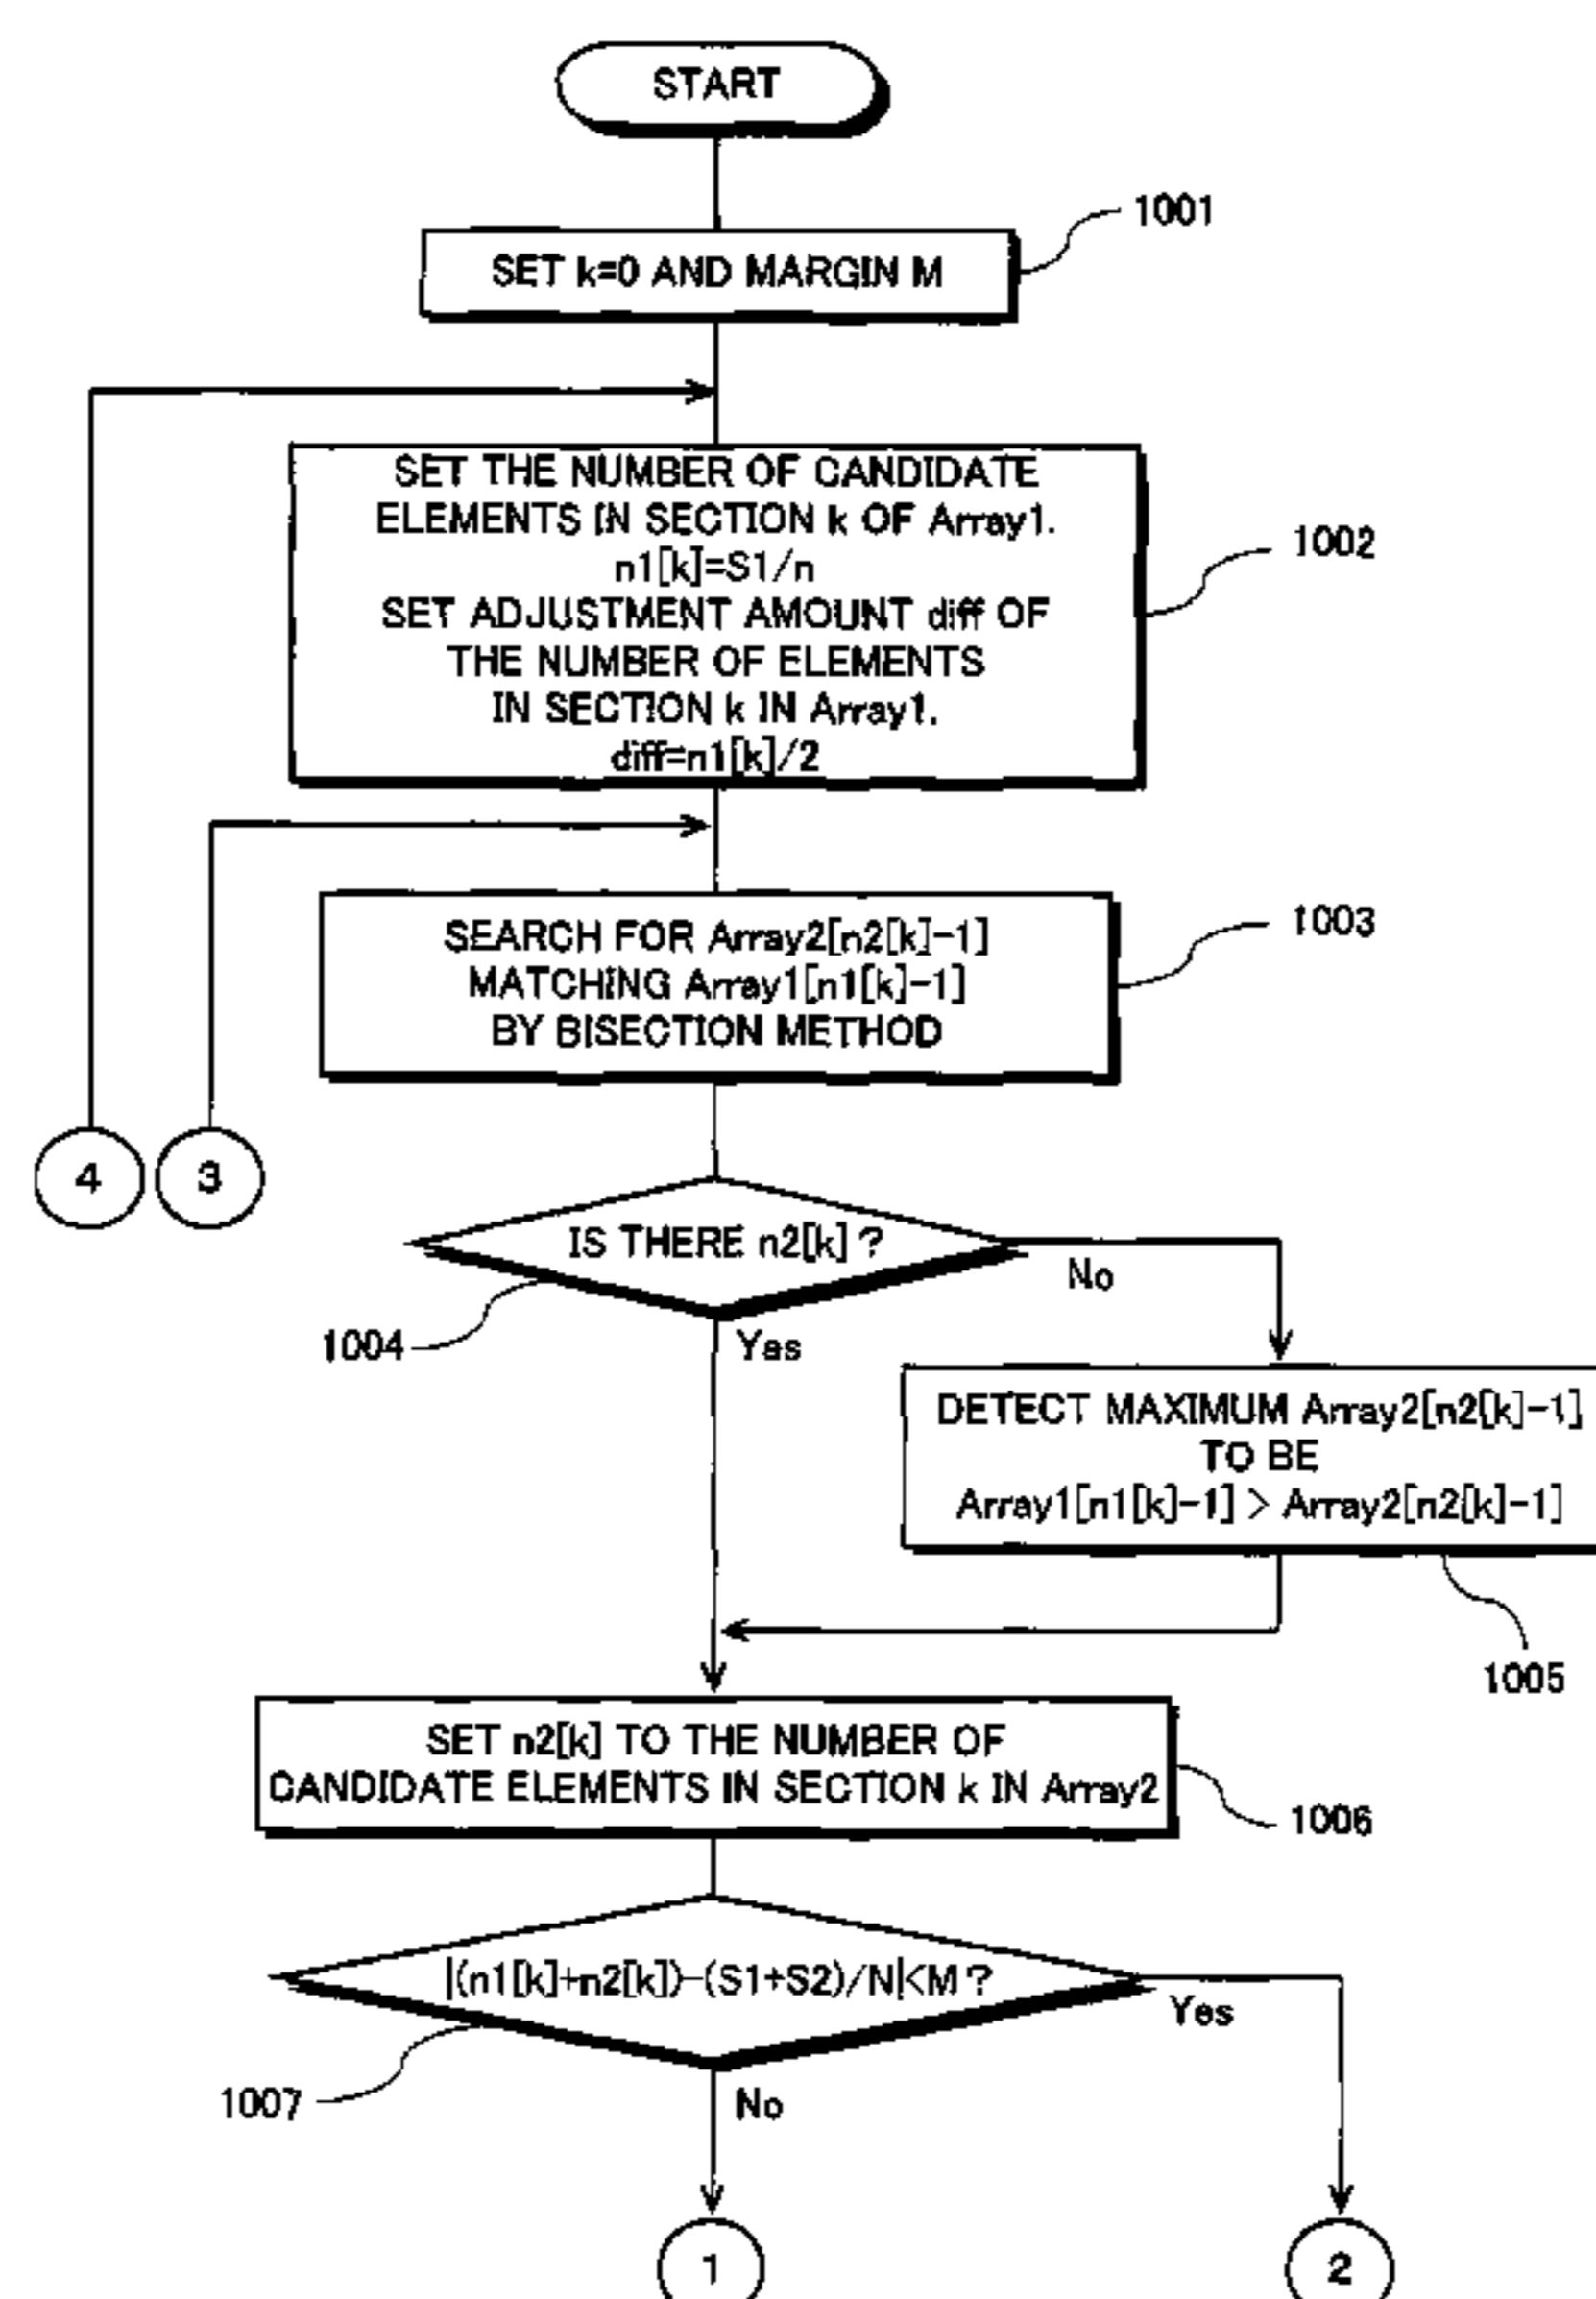 START
1001
SET k=0 AND MARGIN M
SET THE NUMBER OF CANDIDATE
ELEMENTS IN SECTION k OF Array1.
n1[k]=S1/n
SET ADJUSTMENT AMOUNT diff OF
THE NUMBER OF ELEMENTS
IN SECTION k IN Array1.
diff=n1[k]/2
1002
SEARCH FOR Array2[n2[k]-1]
MATCHING Array1[n1[k]-1]
BY BISECTION METHOD
1003
4
3
IS THERE n2[k] ?
No
1004
Yes
DETECT MAXIMUM Array2[n2[k]-1]
TO BE
Array1[n1[k]-1] > Array2[n2[k]-1]
1005
SET n2[k] TO THE NUMBER OF
CANDIDATE ELEMENTS IN SECTION k IN Array2
1006
|(n1[k]+n2[k])-(S1+S2)/N|<M ?
Yes
1007
No
1
2